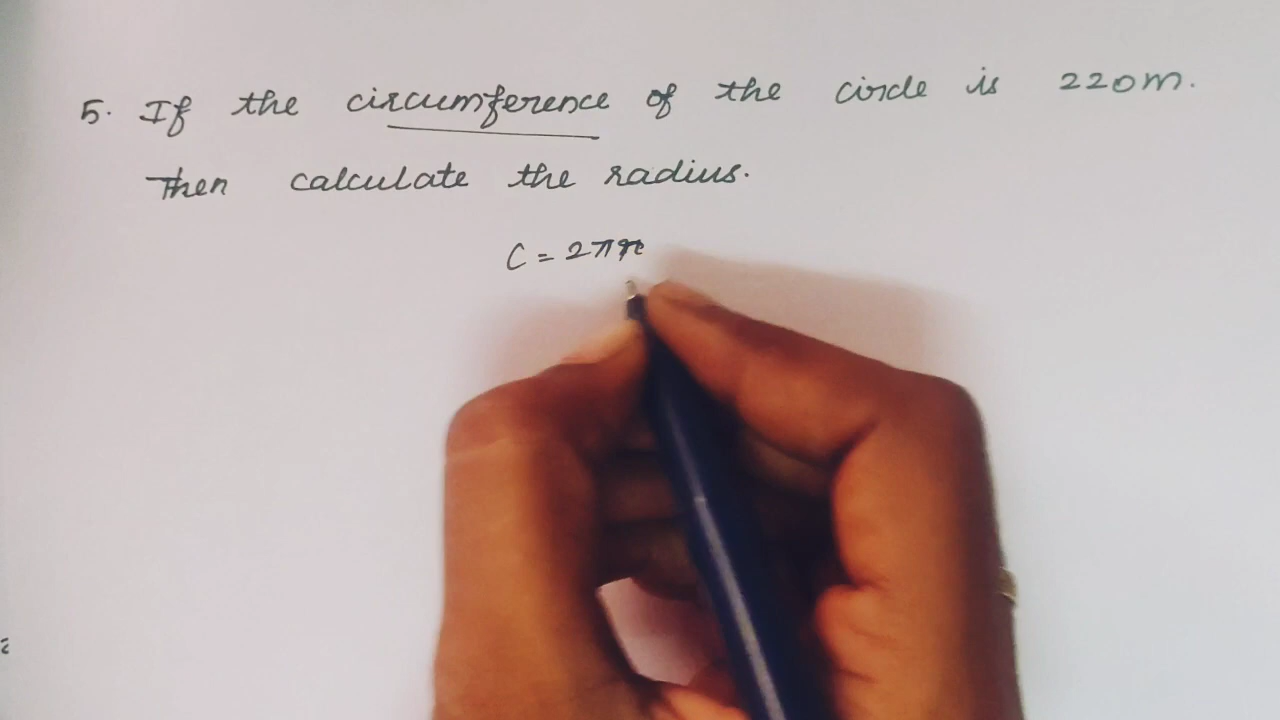 5. If the circumference of the circle is 220m.
Then calculate the radius.
C = 2πr